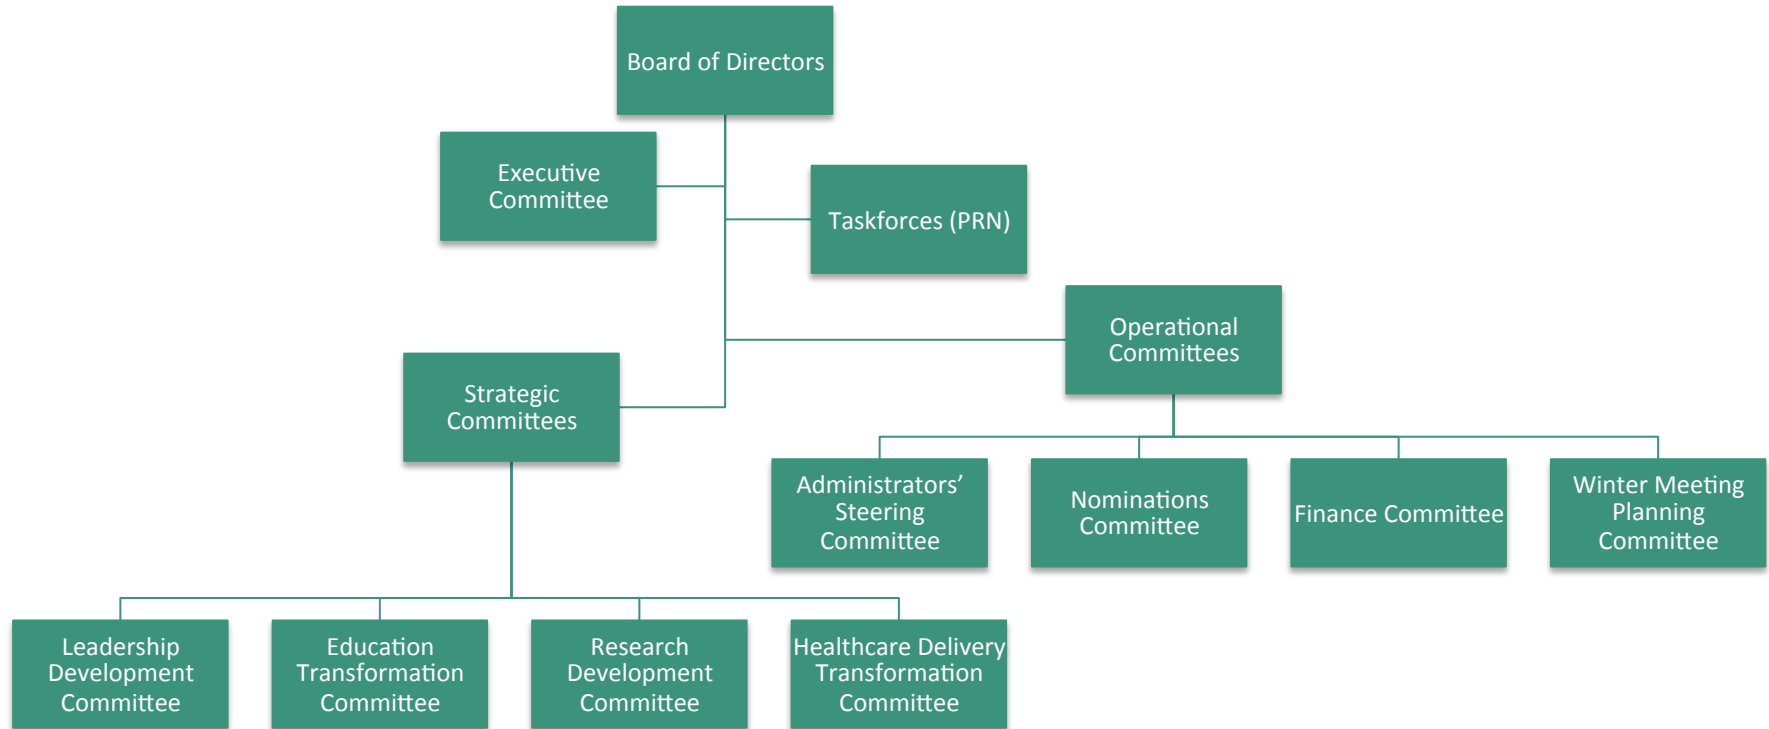 Board of Directors
Executive
Committee
Taskforces (PRN)
Operational
Committees
Strategic
Committees
Administrators’
Steering
Committee
Nominations
Committee
Finance Committee
Winter Meeting
Planning
Committee
Leadership
Development
Committee
Education
Transformation
Committee
Research
Development
Committee
Healthcare Delivery
Transformation
Committee